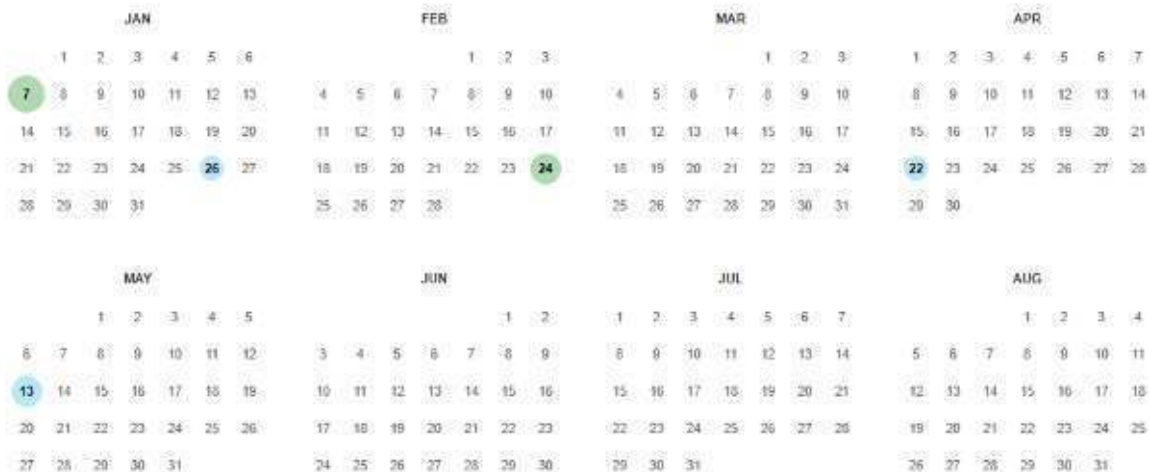 JAN FEB MAR APR
1 2 3 4 5 6 1 2 3 1 2 3 1 2 3 4 5 6 7
7 8 9 10 11 12 13 4 5 6 7 8 9 10 4 5 6 7 8 9 10 8 9 10 11 12 13 14
14 15 16 17 18 19 20 11 12 13 14 15 16 17 11 12 13 14 15 16 17 15 16 17 18 19 20 21
21 22 23 24 25 26 27 18 19 20 21 22 23 24 18 19 20 21 22 23 24 22 23 24 25 26 27 28
28 29 30 31 25 26 27 28 25 26 27 28 29 30 31 29 30
MAY JUN JUL AUG
1 2 3 4 5 1 2 1 2 3 4 5 6 7 1 2 3 4
6 7 8 9 10 11 12 3 4 5 6 7 8 9 8 9 10 11 12 13 14 5 6 7 8 9 10 11
13 14 15 16 17 18 19 10 11 12 13 14 15 16 15 16 17 18 19 20 21 12 13 14 15 16 17 18
20 21 22 23 24 25 26 17 18 19 20 21 22 23 22 23 24 25 26 27 28 19 20 21 22 23 24 25
27 28 29 30 31 24 25 26 27 28 29 30 29 30 31 26 27 28 29 30 31